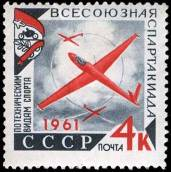 ВСЕСОЮЗНАЯ
СПАРТАКИАДА
ПО ТЕХНИЧЕСКИМ
ВИДАМ СПОРТА
1961
СССР
ПОЧТА
4К